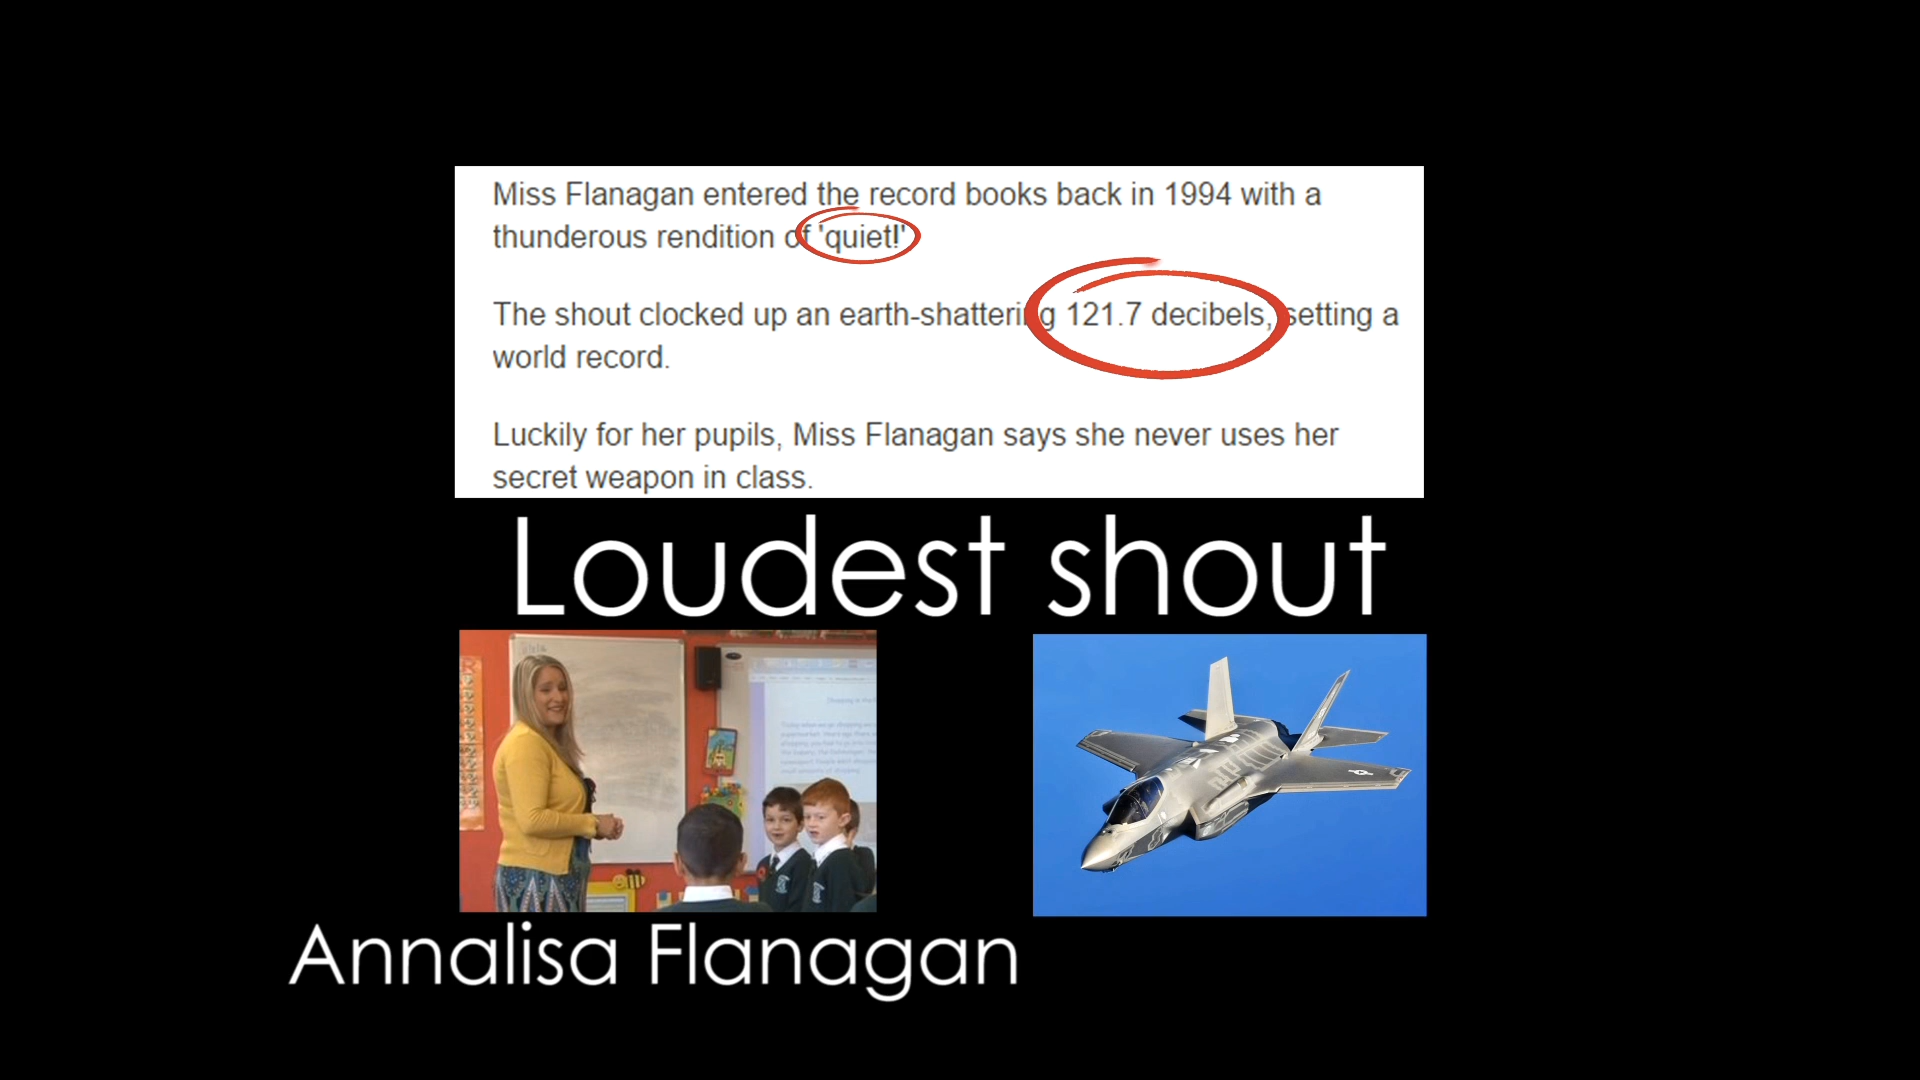 Miss Flanagan entered the record books back in 1994 with a
thunderous rendition of 'quiet!'
The shout clocked up an earth-shattering 121.7 decibels, setting a
world record.
Luckily for her pupils, Miss Flanagan says she never uses her
secret weapon in class.
Loudest shout
Annalisa Flanagan